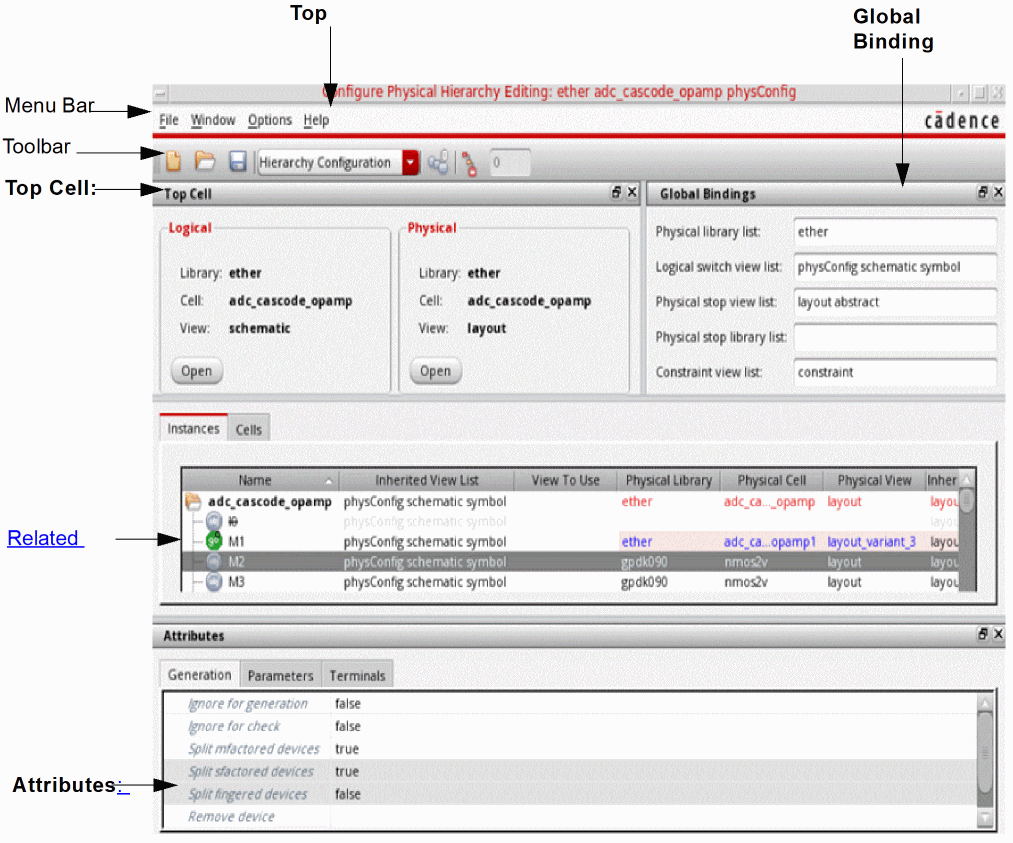 Top
Global
Binding
Configure Physical Hierarchy Editing: ether adc_cascode_opamp physConfig
Menu Bar
File Window Options Help
cādence
Toolbar
Hierarchy Configuration
0
Top Cell:
Top Cell
Global Bindings
Logical
Physical
Library: ether
Cell: adc_cascode_opamp
View: schematic
Open
Library: ether
Cell: adc_cascode_opamp
View: layout
Open
Physical library list: ether
Logical switch view list: physConfig schematic symbol
Physical stop view list: layout abstract
Physical stop library list:
Constraint view list: constraint
Instances Cells
Name Inherited View List View To Use Physical Library Physical Cell Physical View Inher
adc_cascode_opamp physConfig schematic symbol ether adc_ca..._opamp layout layou
physConfig schematic symbol layou
Related
M1 physConfig schematic symbol ether adc_ca...opamp1 layout_variant_3 layou
M2 physConfig schematic symbol gpdk090 nmos2v layout layou
M3 physConfig schematic symbol gpdk090 nmos2v layout layou
Attributes
Generation Parameters Terminals
Ignore for generation false
Ignore for check false
Split mfactored devices true
Split sfactored devices true
Attributes:
Split fingered devices false
Remove device